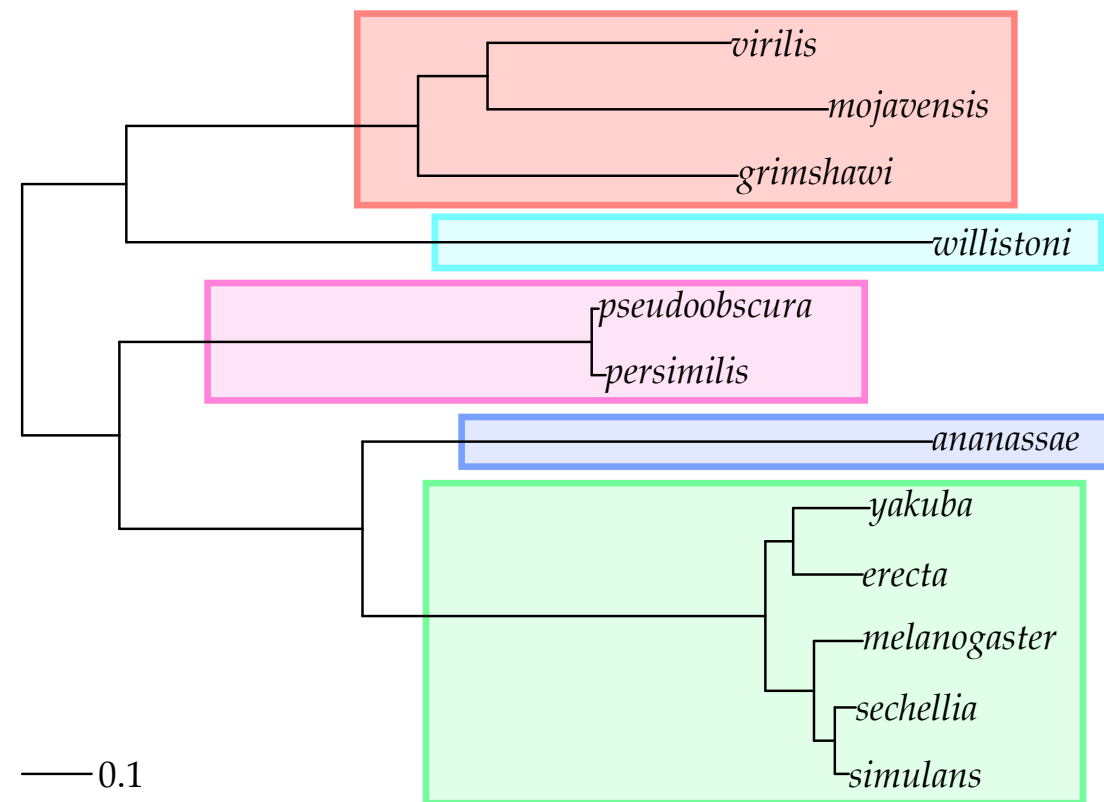 virilis
mojavensis
grimshawi
willistoni
pseudoobscura
persimilis
ananassae
yakuba
erecta
melanogaster
sechellia
simulans
0.1